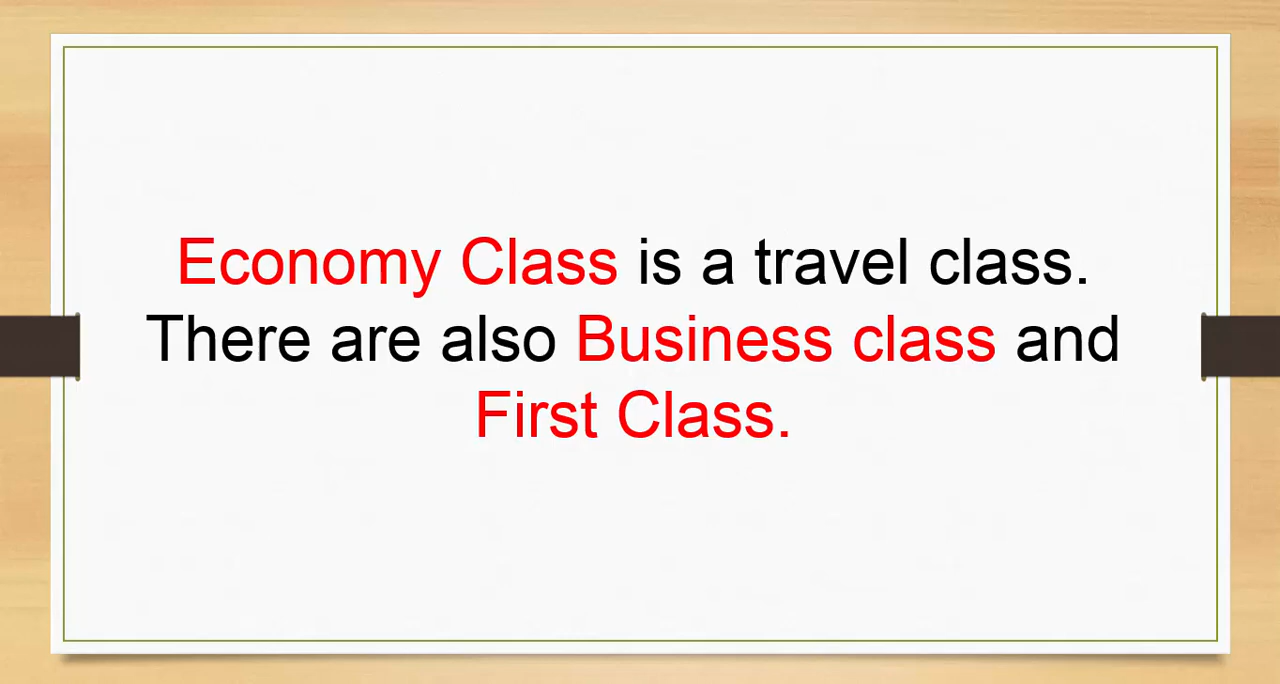 Economy Class is a travel class.
There are also Business class and
First Class.